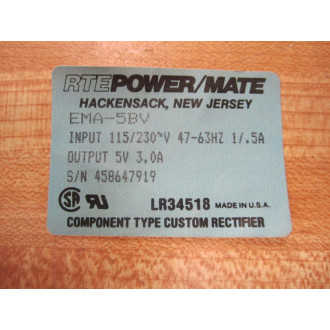 RTEPOWER/MATE
HACKENSACK, NEW JERSEY
EMA-5BV
INPUT 115/230~V 47-63HZ 1/.5A
OUTPUT 5V 3.0A
S/N 458647919
SA LR34518 MADE IN U.S.A.
COMPONENT TYPE CUSTOM RECTIFIER